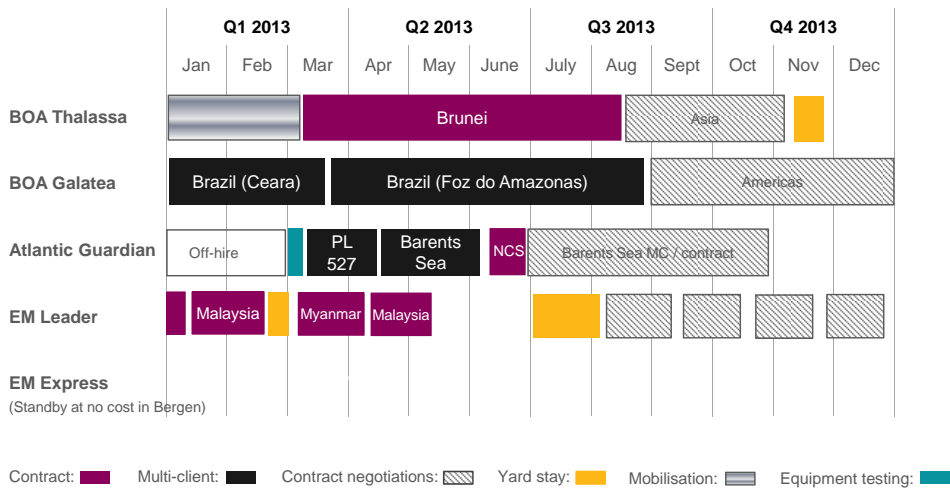 Q1 2013 Q2 2013 Q3 2013 Q4 2013
Jan Feb Mar Apr May June July Aug Sept Oct Nov Dec
BOA Thalassa
Brunei
Asia
BOA Galatea
Brazil (Ceara)
Brazil (Foz do Amazonas)
Americas
Atlantic Guardian
Off-hire
PL
527
Barents
Sea
NCS
Barents Sea MC / contract
EM Leader
Malaysia
Myanmar
Malaysia
EM Express
(Standby at no cost in Bergen)
Contract: Multi-client: Contract negotiations: Yard stay: Mobilisation: Equipment testing: